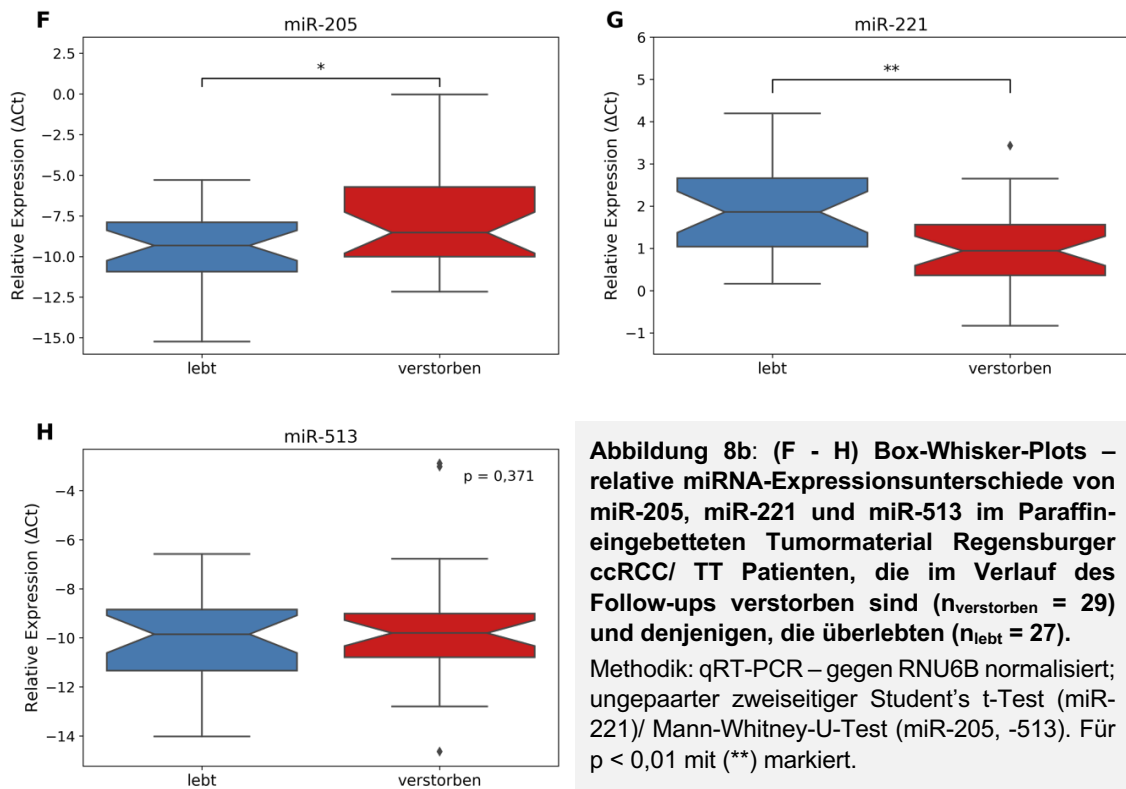 F
miR-205
Relative Expression (ΔCt)
2.5
0.0
−2.5
−5.0
−7.5
−10.0
−12.5
−15.0
*
lebt
verstorben
G
miR-221
Relative Expression (ΔCt)
6
5
4
3
2
1
0
−1
**
lebt
verstorben
H
miR-513
Relative Expression (ΔCt)
−4
−6
−8
−10
−12
−14
p = 0,371
lebt
verstorben
Abbildung 8b: (F - H) Box-Whisker-Plots –
relative miRNA-Expressionsunterschiede von
miR-205, miR-221 und miR-513 im Paraffin-
eingebetteten Tumormaterial Regensburger
ccRCC/ TT Patienten, die im Verlauf des
Follow-ups verstorben sind (nverstorben = 29)
und denjenigen, die überlebten (nlebt = 27).
Methodik: qRT-PCR – gegen RNU6B normalisiert;
ungepaarter zweiseitiger Student’s t-Test (miR-
221)/ Mann-Whitney-U-Test (miR-205, -513). Für
p < 0,01 mit (**) markiert.